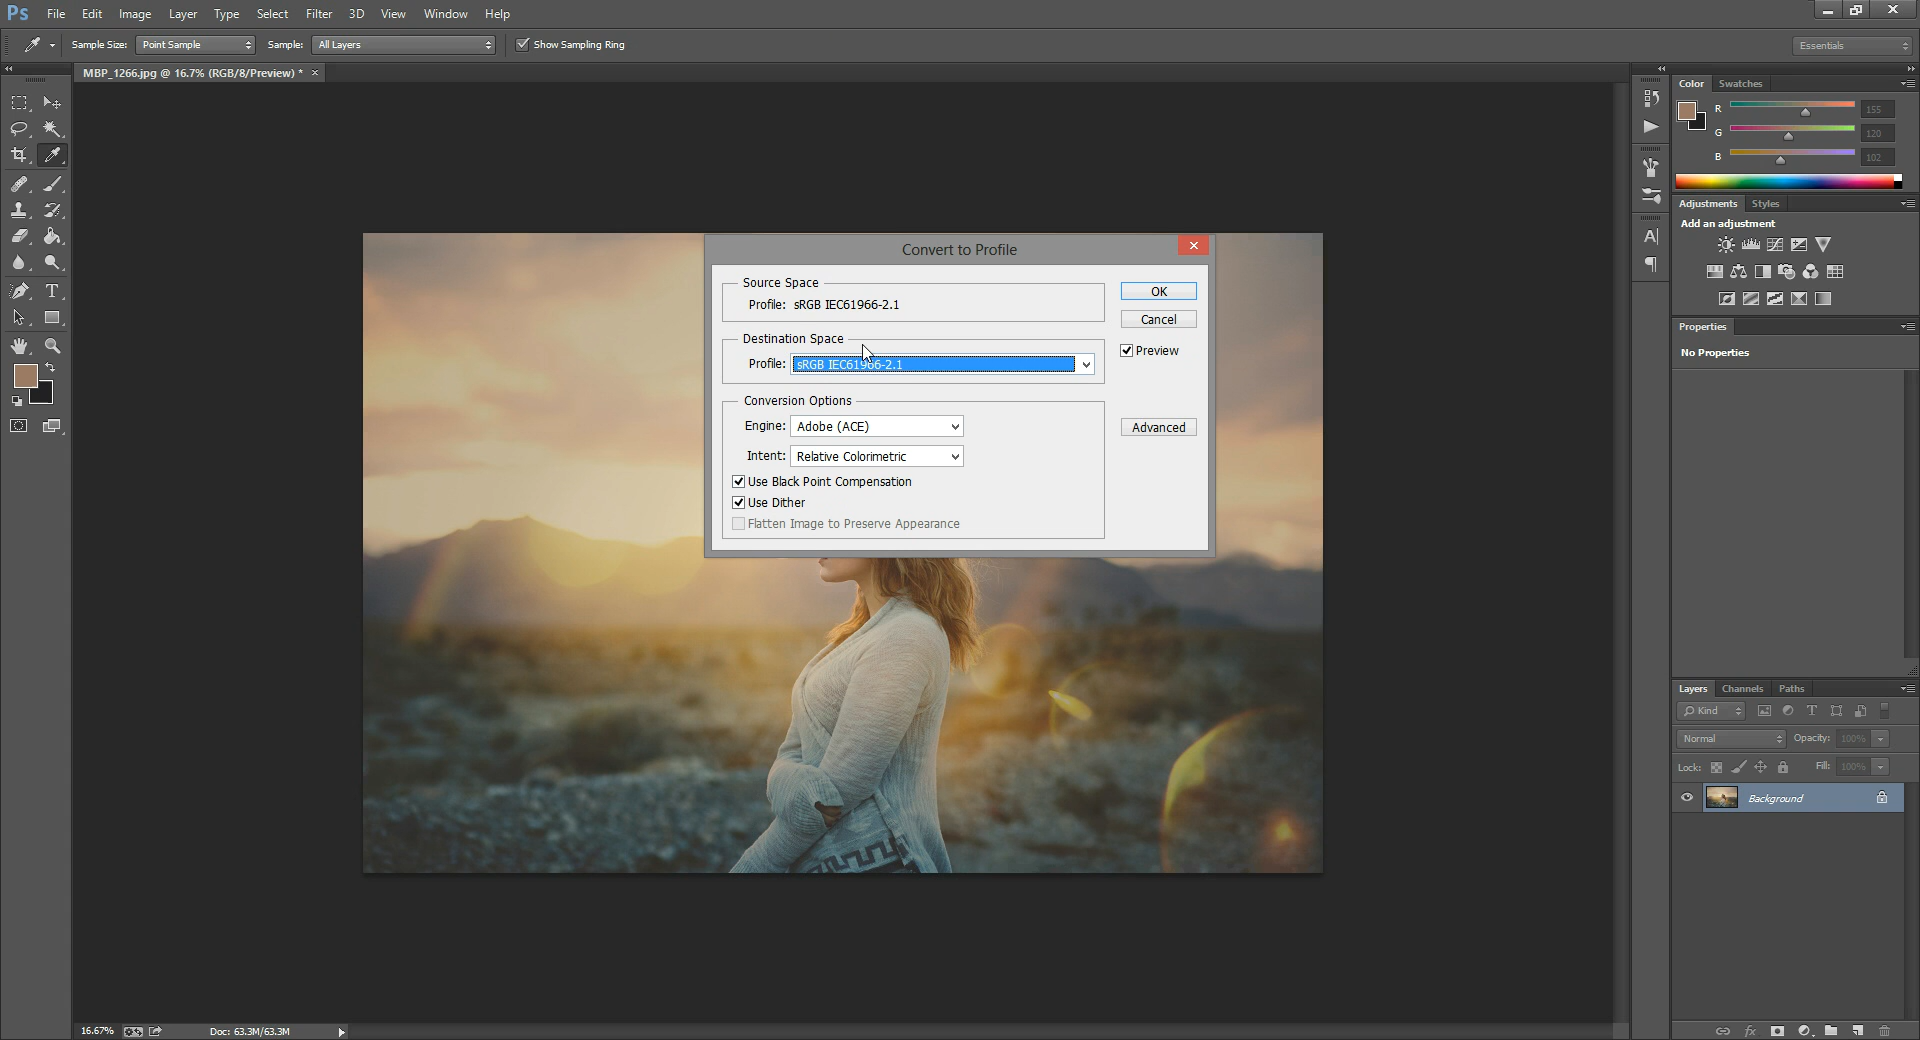 Ps File Edit Image Layer Type Select Filter 3D View Window Help
Sample Size: Point Sample Sample: All Layers Show Sampling Ring Essentials
MBP_1266.jpg @ 16.7% (RGB/8/Preview) * ×
Color Swatches
R 155
G 120
B 102
Adjustments Styles
Add an adjustment
Properties
No Properties
Convert to Profile
Source Space
Profile: sRGB IEC61966-2.1
OK
Cancel
Destination Space
Preview
Profile: sRGB IEC61966-2.1
Conversion Options
Engine: Adobe (ACE)
Advanced
Intent: Relative Colorimetric
Use Black Point Compensation
Use Dither
Flatten Image to Preserve Appearance
Layers Channels Paths
Kind
Normal Opacity: 100%
Lock: Fill: 100%
Background
16.67% Doc: 63.3M/63.3M